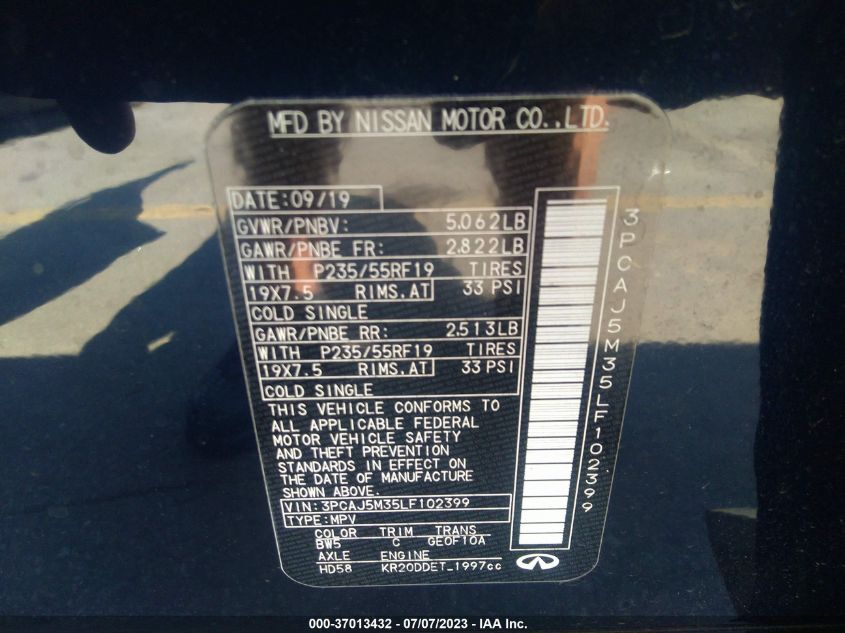 MFD BY NISSAN MOTOR CO.,LTD.
DATE:09/19
GVWR/PNBV: 5,062LB
GAWR/PNBE FR: 2,822LB
WITH P235/55RF19 TIRES
19X7.5 RIMS.AT 33 PSI
COLD SINGLE
GAWR/PNBE RR: 2,513LB
WITH P235/55RF19 TIRES
19X7.5 RIMS.AT 33 PSI
COLD SINGLE
THIS VEHICLE CONFORMS TO
ALL APPLICABLE FEDERAL
MOTOR VEHICLE SAFETY
AND THEFT PREVENTION
STANDARDS IN EFFECT ON
THE DATE OF MANUFACTURE
SHOWN ABOVE.
VIN:3PCAJ5M35LF102399
TYPE:MPV
COLOR TRIM TRANS
BW5 C GEOF10A
AXLE ENGINE
HD58 KR20DDET_1997cc
3PCAJ5M35LF102399
000-37013432 - 07/07/2023 - IAA Inc.